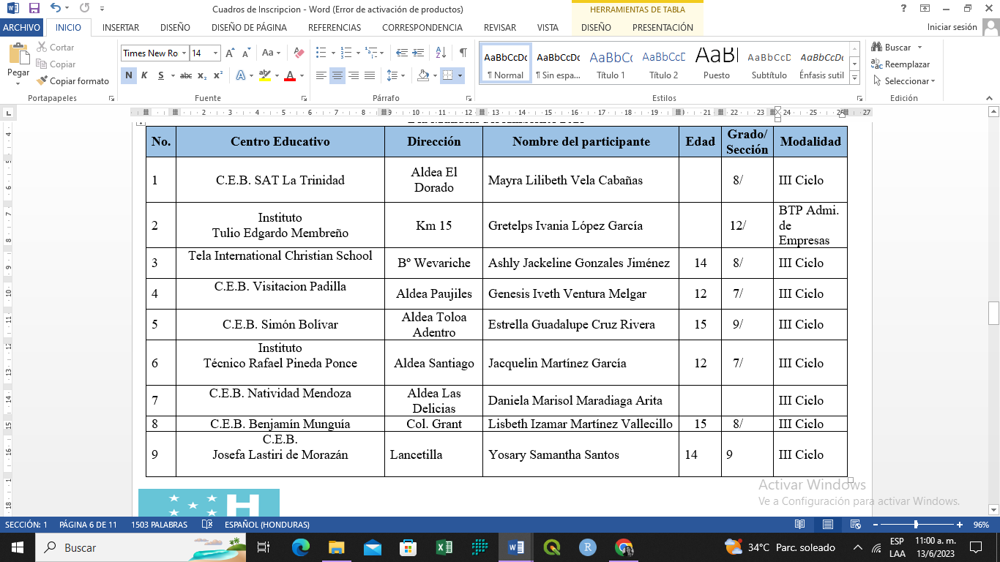 Cuadros de Inscripcion - Word (Error de activación de productos)
HERRAMIENTAS DE TABLA
ARCHIVO INICIO INSERTAR DISEÑO DISEÑO DE PÁGINA REFERENCIAS CORRESPONDENCIA REVISAR VISTA DISEÑO PRESENTACIÓN Iniciar sesión
Pegar
Cortar
Copiar
Copiar formato
Portapapeles
Times New Ro 14
N K S abc x₂ x²
Fuente
Párrafo
AaBbCcDc AaBbCcDc AaBbCc AaBbCcD AaBl AaBbCcD AaBbCcDc
¶ Normal ¶ Sin espa... Título 1 Título 2 Puesto Subtítulo Énfasis sutil
Estilos
Buscar
Reemplazar
Seleccionar
Edición
No. Centro Educativo Dirección Nombre del participante Edad Grado/ Sección Modalidad
1 C.E.B. SAT La Trinidad Aldea El Dorado Mayra Lilibeth Vela Cabañas 8/ III Ciclo
2 Instituto Tulio Edgardo Membreño Km 15 Gretelps Ivania López García 12/ BTP Admi. de Empresas
3 Tela International Christian School Bº Wevariche Ashly Jackeline Gonzales Jiménez 14 8/ III Ciclo
4 C.E.B. Visitacion Padilla Aldea Paujiles Genesis Iveth Ventura Melgar 12 7/ III Ciclo
5 C.E.B. Simón Bolívar Aldea Toloa Adentro Estrella Guadalupe Cruz Rivera 15 9/ III Ciclo
6 Instituto Técnico Rafael Pineda Ponce Aldea Santiago Jacquelin Martínez García 12 7/ III Ciclo
7 C.E.B. Natividad Mendoza Aldea Las Delicias Daniela Marisol Maradiaga Arita III Ciclo
8 C.E.B. Benjamín Munguía Col. Grant Lisbeth Izamar Martínez Vallecillo 15 8/ III Ciclo
9 C.E.B. Josefa Lastiri de Morazán Lancetilla Yosary Samantha Santos 14 9 III Ciclo
H
Activar Windows
Ve a Configuración para activar Windows.
SECCIÓN: 1 PÁGINA 6 DE 11 1503 PALABRAS ESPAÑOL (HONDURAS) 96%
Buscar
34°C Parc. soleado
ESP
LAA
11:00 a. m.
13/6/2023